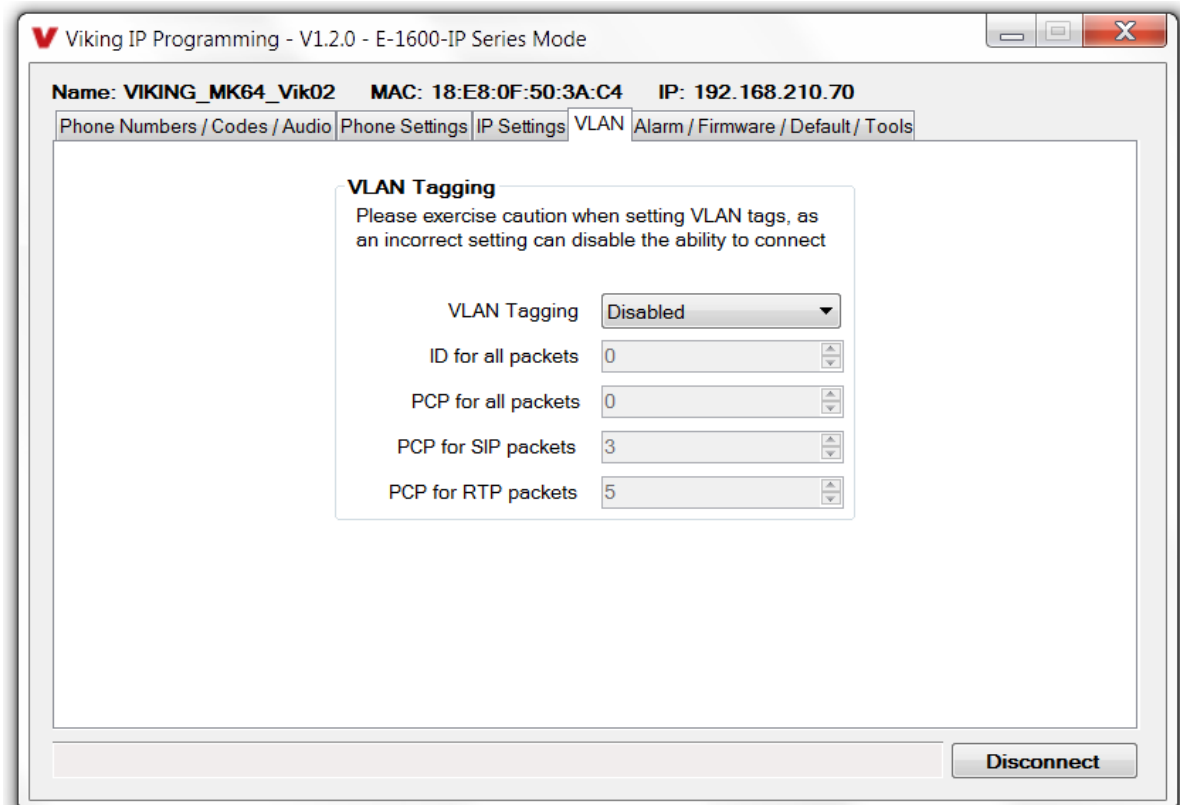 Viking IP Programming - V1.2.0 - E-1600-IP Series Mode
Name: VIKING_MK64_Vik02 MAC: 18:E8:0F:50:3A:C4 IP: 192.168.210.70
Phone Numbers / Codes / Audio Phone Settings IP Settings VLAN Alarm / Firmware / Default / Tools
VLAN Tagging
Please exercise caution when setting VLAN tags, as
an incorrect setting can disable the ability to connect
VLAN Tagging Disabled
ID for all packets 0
PCP for all packets 0
PCP for SIP packets 3
PCP for RTP packets 5
Disconnect